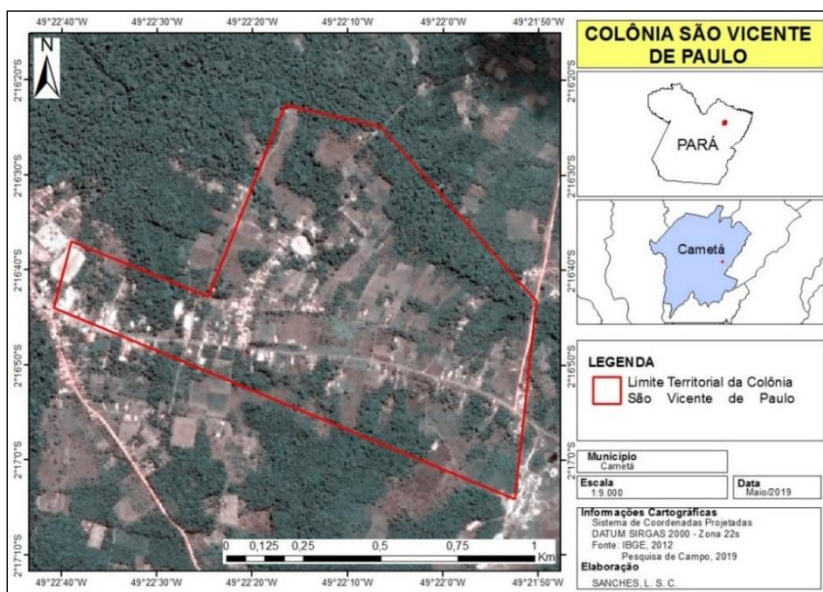 49°22'40"O 49°22'30"O 49°22'20"O 49°22'10"O 49°22'0"O 49°21'50"O
N
2°16'20"S 2°16'20"S
2°16'30"S 2°16'30"S
2°16'40"S 2°16'40"S
2°16'50"S 2°16'50"S
2°17'0"S 2°17'0"S
2°17'10"S 2°17'10"S
0 0,125 0,25 0,5 0,75 1
Km
49°22'40"O 49°22'30"O 49°22'20"O 49°22'10"O 49°22'0"O 49°21'50"O
COLÔNIA SÃO VICENTE
DE PAULO
PARÁ
Cametá
LEGENDA
Limite Territorial da Colônia
São Vicente de Paulo
Município
Cametá
Escala
1:9.000
Data
Maio/2019
Informações Cartográficas
Sistema de Coordenadas Projetadas
DATUM SIRGAS 2000 - Zona 22s
Fonte: IBGE, 2012
Pesquisa de Campo, 2019
Elaboração
SANCHES, L. S. C.